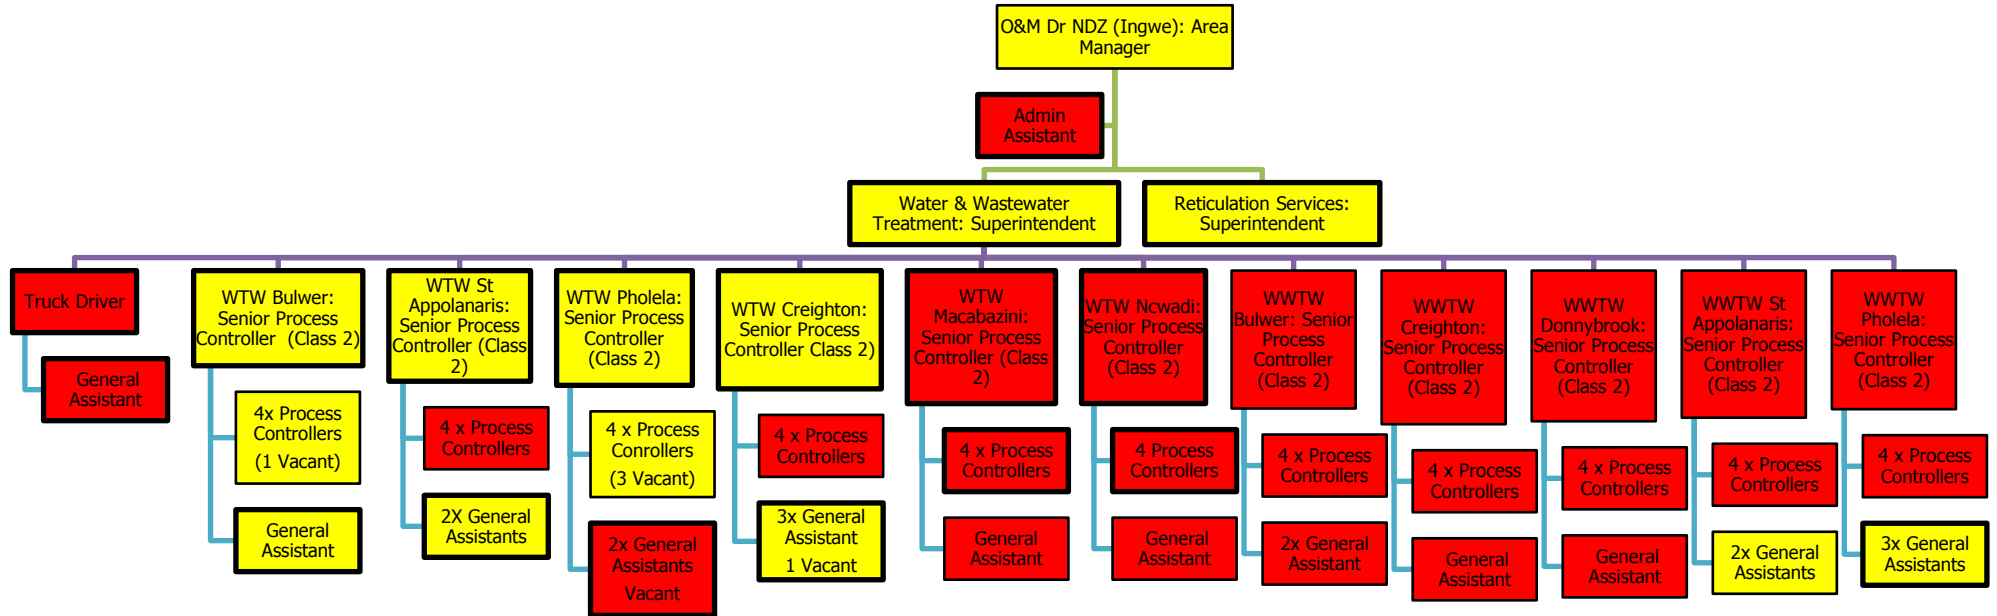 O&M Dr NDZ (Ingwe): Area
Manager
Admin
Assistant
Water & Wastewater
Treatment: Superintendent
Reticulation Services:
Superintendent
Truck Driver
General
Assistant
WTW Bulwer:
Senior Process
Controller (Class 2)
4x Process
Controllers
(1 Vacant)
General
Assistant
WTW St
Appolanaris:
Senior Process
Controller (Class
2)
4 x Process
Controllers
2X General
Assistants
WTW Pholela:
Senior Process
Controller
(Class 2)
4 x Process
Conrollers
(3 Vacant)
2x General
Assistants
Vacant
WTW Creighton:
Senior Process
Controller Class 2)
4 x Process
Controllers
3x General
Assistant
1 Vacant
WTW
Macabazini:
Senior Process
Controller (Class
2)
4 x Process
Controllers
General
Assistant
WTW Ncwadi:
Senior Process
Controller
(Class 2)
4 Process
Controllers
General
Assistant
WWTW
Bulwer: Senior
Process
Controller
(Class 2)
4 x Process
Controllers
2x General
Assistant
WWTW
Creighton:
Senior Process
Controller
(Class 2)
4 x Process
Controllers
General
Assistant
WWTW
Donnybrook:
Senior Process
Controller
(Class 2)
4 x Process
Controllers
General
Assistant
WWTW St
Appolanaris:
Senior Process
Controller
(Class 2)
4 x Process
Controllers
2x General
Assistants
WWTW
Pholela:
Senior Process
Controller
(Class 2)
4 x Process
Controllers
3x General
Assistants